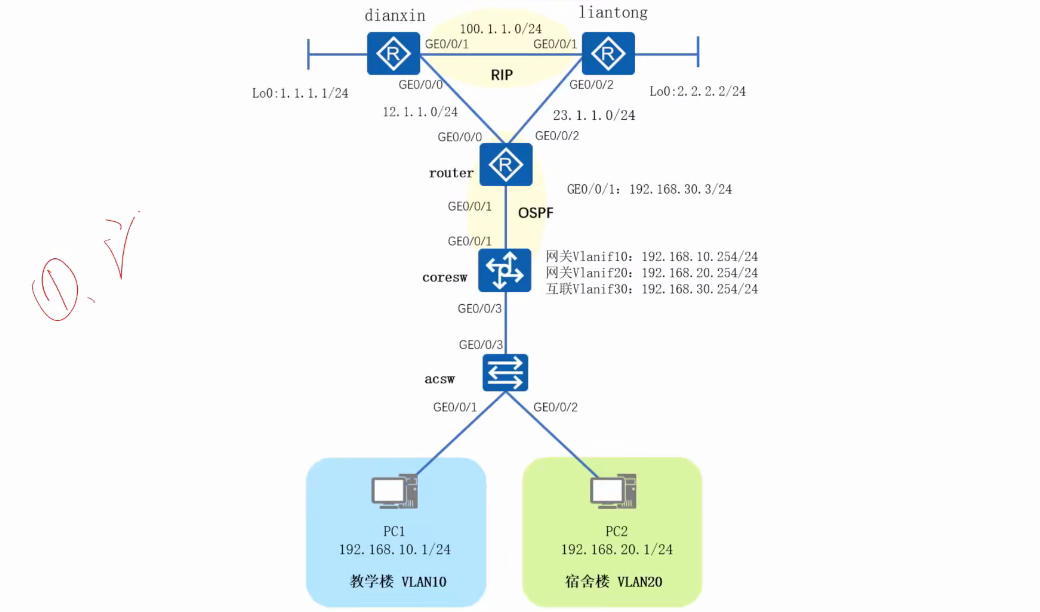 dianxin
liantong
100.1.1.0/24
GE0/0/1
GE0/0/1
R
R
RIP
Lo0:1.1.1.1/24
GE0/0/0
GE0/0/2
Lo0:2.2.2.2/24
12.1.1.0/24
23.1.1.0/24
GE0/0/0
GE0/0/2
R
router
GE0/0/1: 192.168.30.3/24
GE0/0/1
OSPF
GE0/0/1
coresw
网关Vlanif10: 192.168.10.254/24
网关Vlanif20: 192.168.20.254/24
互联Vlanif30: 192.168.30.254/24
①、
GE0/0/3
GE0/0/3
acsw
GE0/0/1
GE0/0/2
PC1
192.168.10.1/24
教学楼 VLAN10
PC2
192.168.20.1/24
宿舍楼 VLAN20